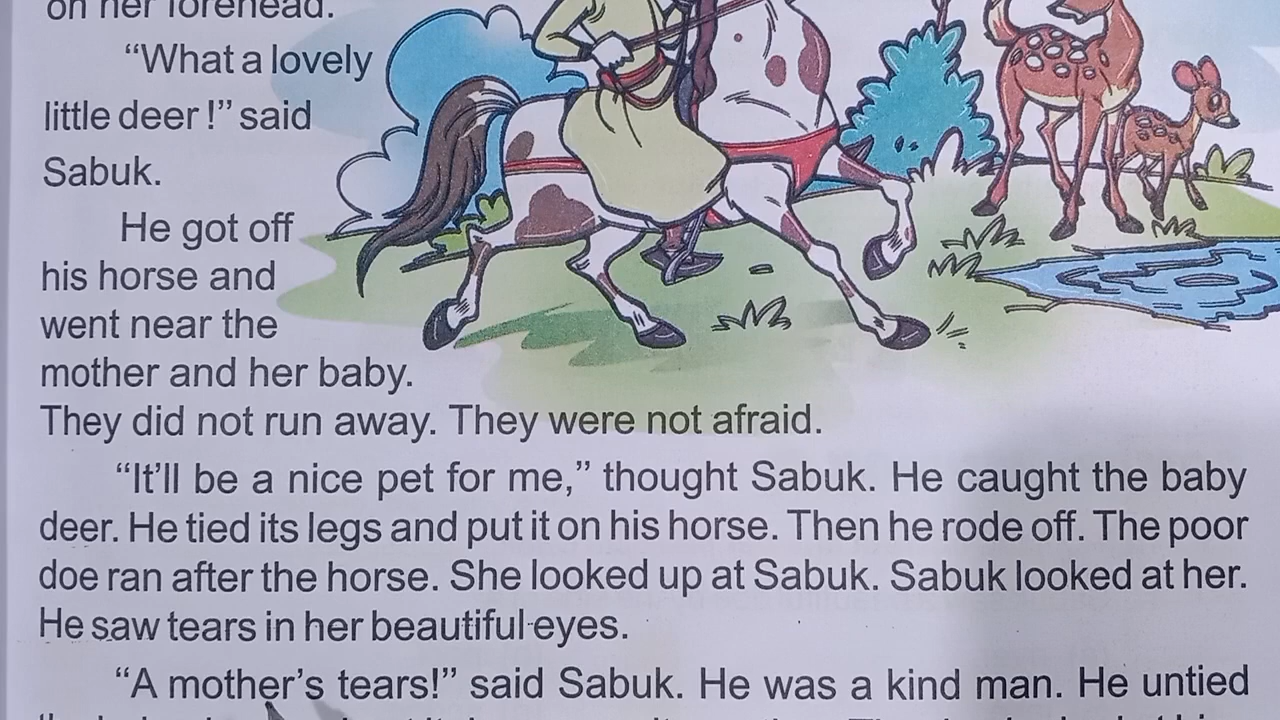 on her forehead.
“What a lovely
little deer !” said
Sabuk.
He got off
his horse and
went near the
mother and her baby.
They did not run away. They were not afraid.
“It’ll be a nice pet for me,” thought Sabuk. He caught the baby
deer. He tied its legs and put it on his horse. Then he rode off. The poor
doe ran after the horse. She looked up at Sabuk. Sabuk looked at her.
He saw tears in her beautiful eyes.
“A mother’s tears!” said Sabuk. He was a kind man. He untied